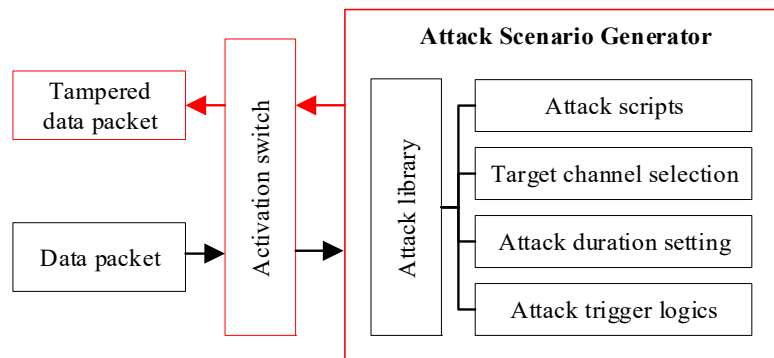 Attack Scenario Generator
Tampered
data packet
Data packet
Activation switch
Attack library
Attack scripts
Target channel selection
Attack duration setting
Attack trigger logics